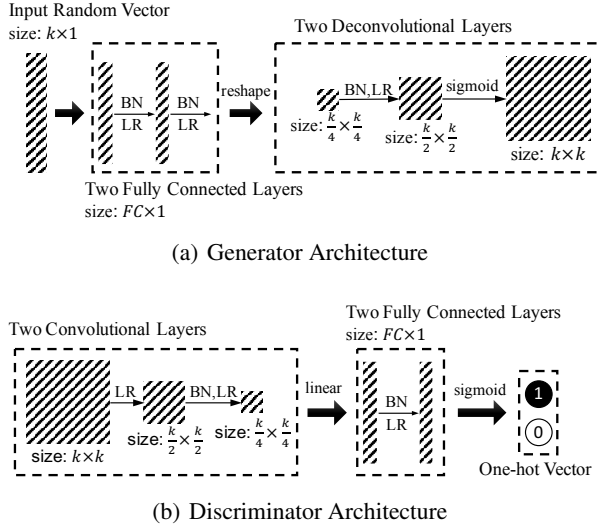 Input Random Vector
size: k×1
Two Deconvolutional Layers
BN
LR
BN
LR
reshape
BN,LR
sigmoid
size: k/4 × k/4
size: k/2 × k/2
size: k×k
Two Fully Connected Layers
size: FC×1
(a) Generator Architecture
Two Convolutional Layers
Two Fully Connected Layers
size: FC×1
LR
BN,LR
linear
BN
LR
sigmoid
1
0
size: k×k
size: k/2 × k/2
size: k/4 × k/4
One-hot Vector
(b) Discriminator Architecture